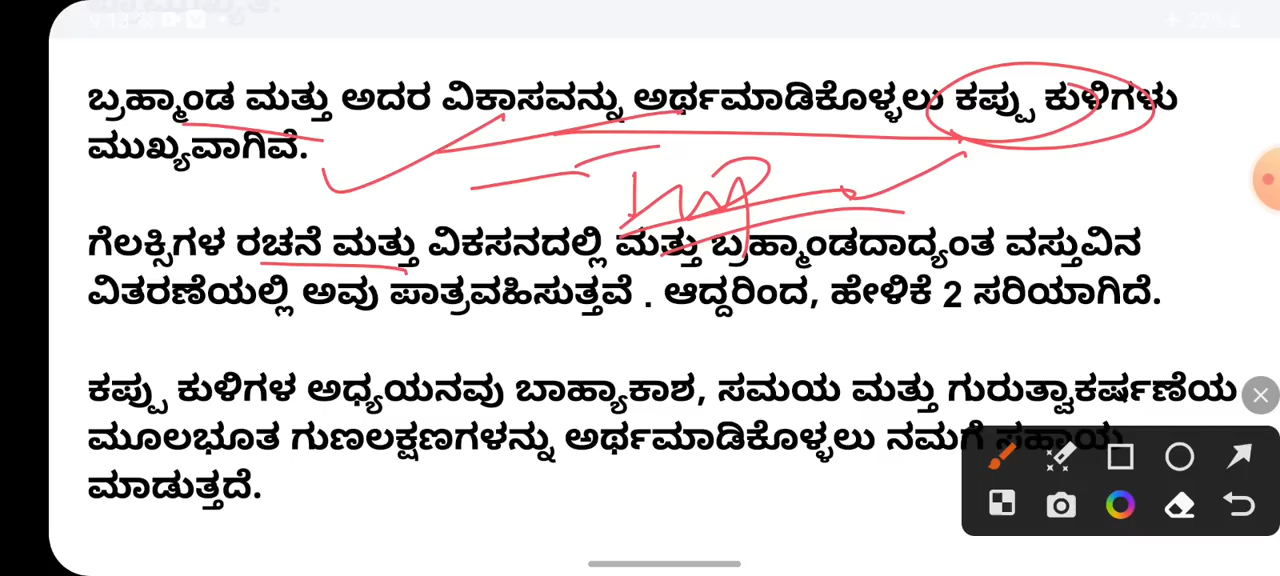 ಬ್ರಹ್ಮಾಂಡ ಮತ್ತು ಅದರ ವಿಕಾಸವನ್ನು ಅರ್ಥಮಾಡಿಕೊಳ್ಳಲು ಕಪ್ಪು ಕುಳಿಗಳು
ಮುಖ್ಯವಾಗಿವೆ.
Imp
ಗೆಲಕ್ಸಿಗಳ ರಚನೆ ಮತ್ತು ವಿಕಸನದಲ್ಲಿ ಮತ್ತು ಬ್ರಹ್ಮಾಂಡದಾದ್ಯಂತ ವಸ್ತುವಿನ
ವಿತರಣೆಯಲ್ಲಿ ಅವು ಪಾತ್ರವಹಿಸುತ್ತವೆ . ಆದ್ದರಿಂದ, ಹೇಳಿಕೆ 2 ಸರಿಯಾಗಿದೆ.
ಕಪ್ಪು ಕುಳಿಗಳ ಅಧ್ಯಯನವು ಬಾಹ್ಯಾಕಾಶ, ಸಮಯ ಮತ್ತು ಗುರುತ್ವಾಕರ್ಷಣೆಯ
ಮೂಲಭೂತ ಗುಣಲಕ್ಷಣಗಳನ್ನು ಅರ್ಥಮಾಡಿಕೊಳ್ಳಲು ನಮಗೆ ಸಹಾಯ
ಮಾಡುತ್ತದೆ.